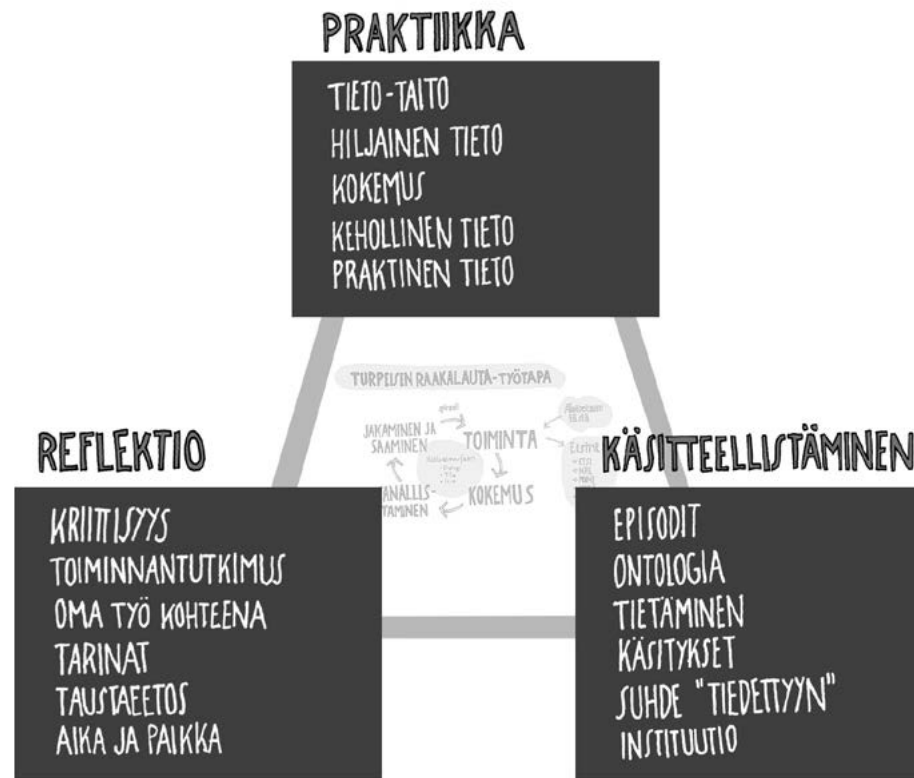 PRAKTIIKKA
TIETO-TAITO
HILJAINEN TIETO
KOKEMUS
KEHOLLINEN TIETO
PRAKTINEN TIETO
TURPEISIN RAAKALAUTA-TYÖTAPA
JAKAMINEN JA
SAAMINEN
TOIMINTA
KOKEMUS
REFLEKTIO
KRIITTISYYS
TOIMINNANTUTKIMUS
OMA TYÖ KOHTEENA
TARINAT
TAUSTAEETOS
AIKA JA PAIKKA
KÄSITTEELLISTÄMINEN
EPISODIT
ONTOLOGIA
TIETÄMINEN
KÄSITYKSET
SUHDE "TIEDETTYYN"
INSTITUUTIO